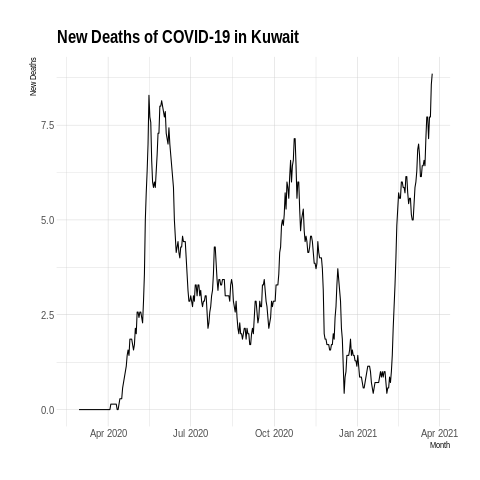 New Deaths of COVID-19 in Kuwait
New Deaths
7.5
5.0
2.5
0.0
Apr 2020 Jul 2020 Oct 2020 Jan 2021 Apr 2021
Month